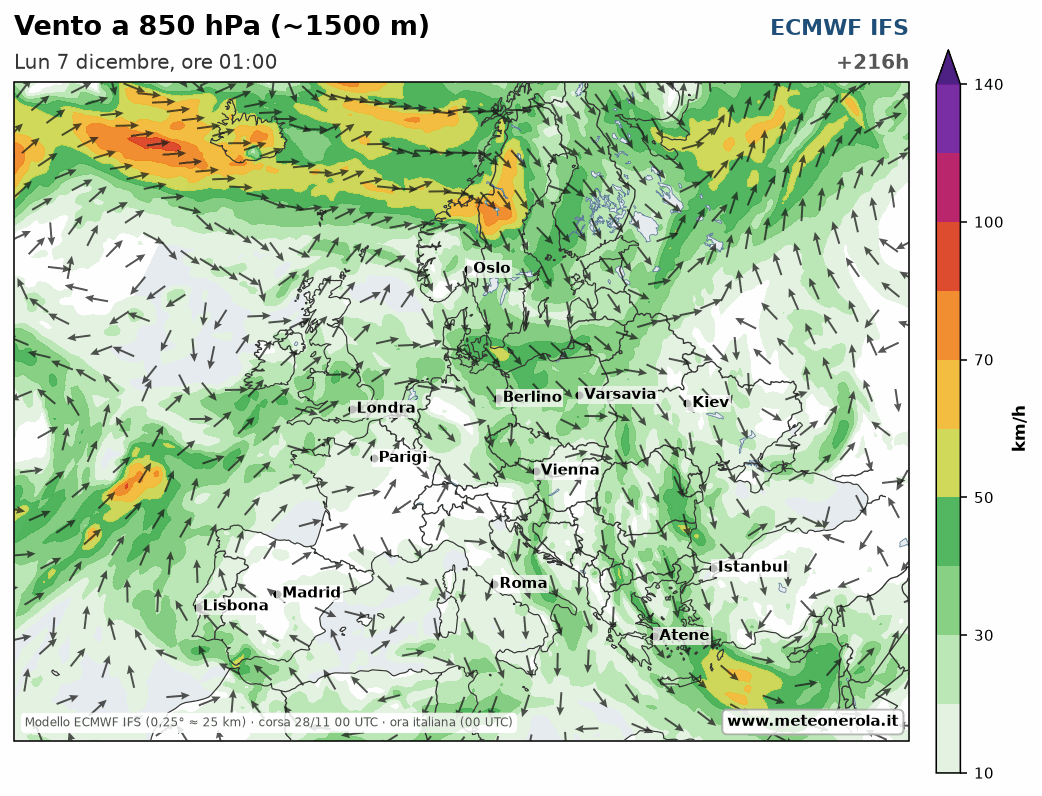 Vento a 850 hPa (~1500 m)
ECMWF IFS
Lun 7 dicembre, ore 01:00
+216h
140
100
70
50
30
10
km/h
Oslo
Berlino
Varsavia
Kiev
Londra
Parigi
Vienna
Istanbul
Roma
Madrid
Lisbona
Atene
Modello ECMWF IFS (0,25° ≈ 25 km) · corsa 28/11 00 UTC · ora italiana (00 UTC)
www.meteonerola.it